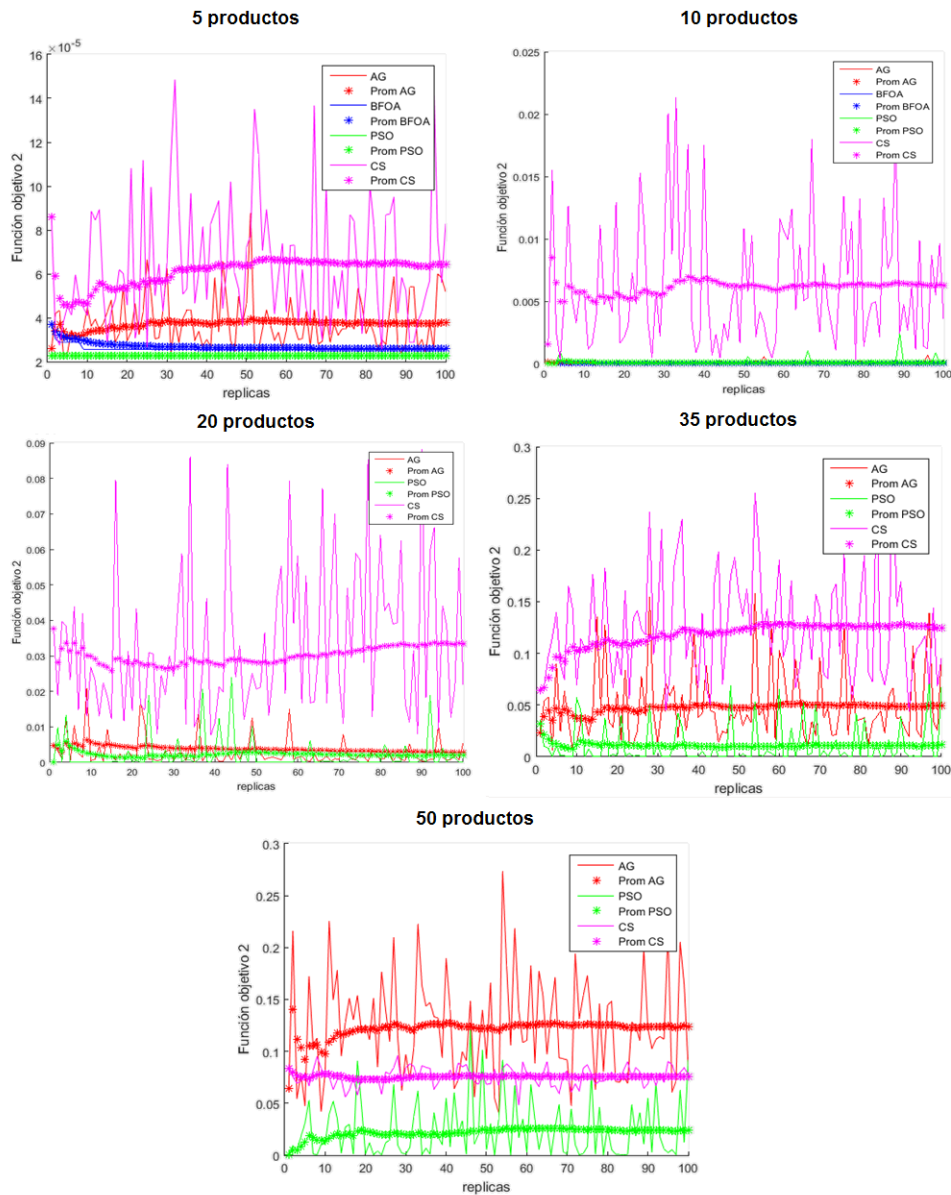 5 productos
×10⁻⁵
16
14
12
10
8
6
4
2
0 10 20 30 40 50 60 70 80 90 100
Función objetivo 2
replicas
AG
Prom AG
BFOA
Prom BFOA
PSO
Prom PSO
CS
Prom CS
10 productos
0.025
0.02
0.015
0.01
0.005
0
0 10 20 30 40 50 60 70 80 90 100
Función objetivo 2
replicas
AG
Prom AG
BFOA
Prom BFOA
PSO
Prom PSO
CS
Prom CS
20 productos
0.09
0.08
0.07
0.06
0.05
0.04
0.03
0.02
0.01
0
0 10 20 30 40 50 60 70 80 90 100
Función objetivo 2
replicas
AG
Prom AG
PSO
Prom PSO
CS
Prom CS
35 productos
0.3
0.25
0.2
0.15
0.1
0.05
0
0 10 20 30 40 50 60 70 80 90 100
Función objetivo 2
replicas
AG
Prom AG
PSO
Prom PSO
CS
Prom CS
50 productos
0.3
0.25
0.2
0.15
0.1
0.05
0
0 10 20 30 40 50 60 70 80 90 100
Función objetivo 2
replicas
AG
Prom AG
PSO
Prom PSO
CS
Prom CS